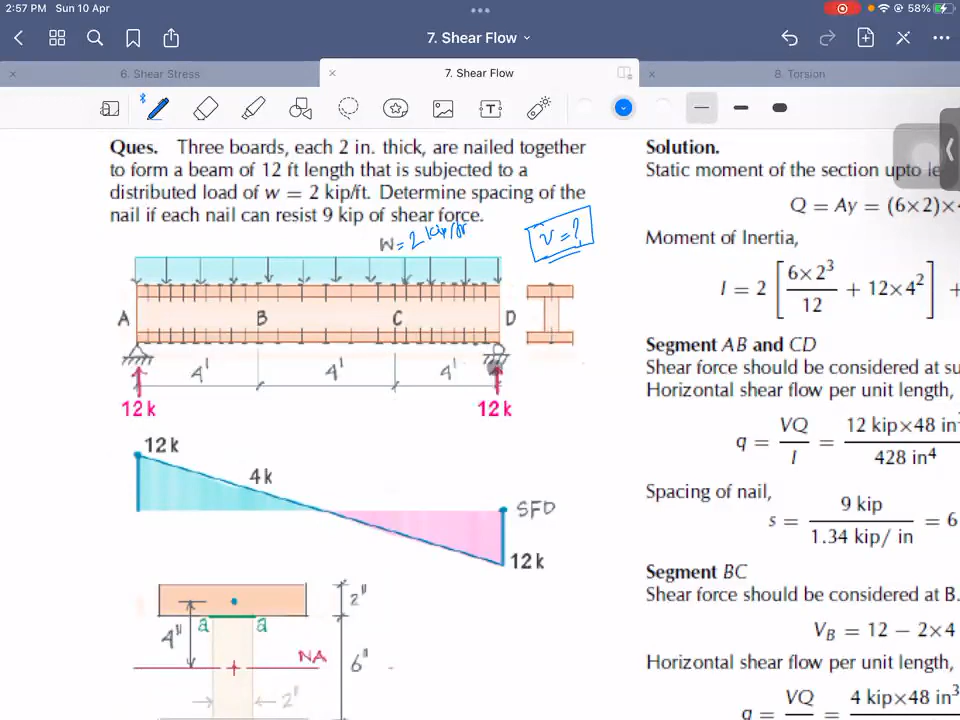 2:57 PM Sun 10 Apr
58%
7. Shear Flow
6. Shear Stress
7. Shear Flow
8. Torsion
Ques. Three boards, each 2 in. thick, are nailed together
to form a beam of 12 ft length that is subjected to a
distributed load of w = 2 kip/ft. Determine spacing of the
nail if each nail can resist 9 kip of shear force.
W = 2 kip/ft
v = ?
A B C D
4' 4' 4'
12 k 12 k
12 k
4 k
SFD
12 k
2"
a a
4"
NA
6"
2"
Solution.
Static moment of the section upto le
Q = Ay = (6×2)×
Moment of Inertia,
I = 2 [ 6×2³ / 12 + 12×4² ] +
Segment AB and CD
Shear force should be considered at su
Horizontal shear flow per unit length,
q = VQ / I = 12 kip×48 in / 428 in⁴
Spacing of nail,
s = 9 kip / 1.34 kip/ in = 6
Segment BC
Shear force should be considered at B.
V_B = 12 − 2×4
Horizontal shear flow per unit length,
q = VQ = 4 kip×48 in³